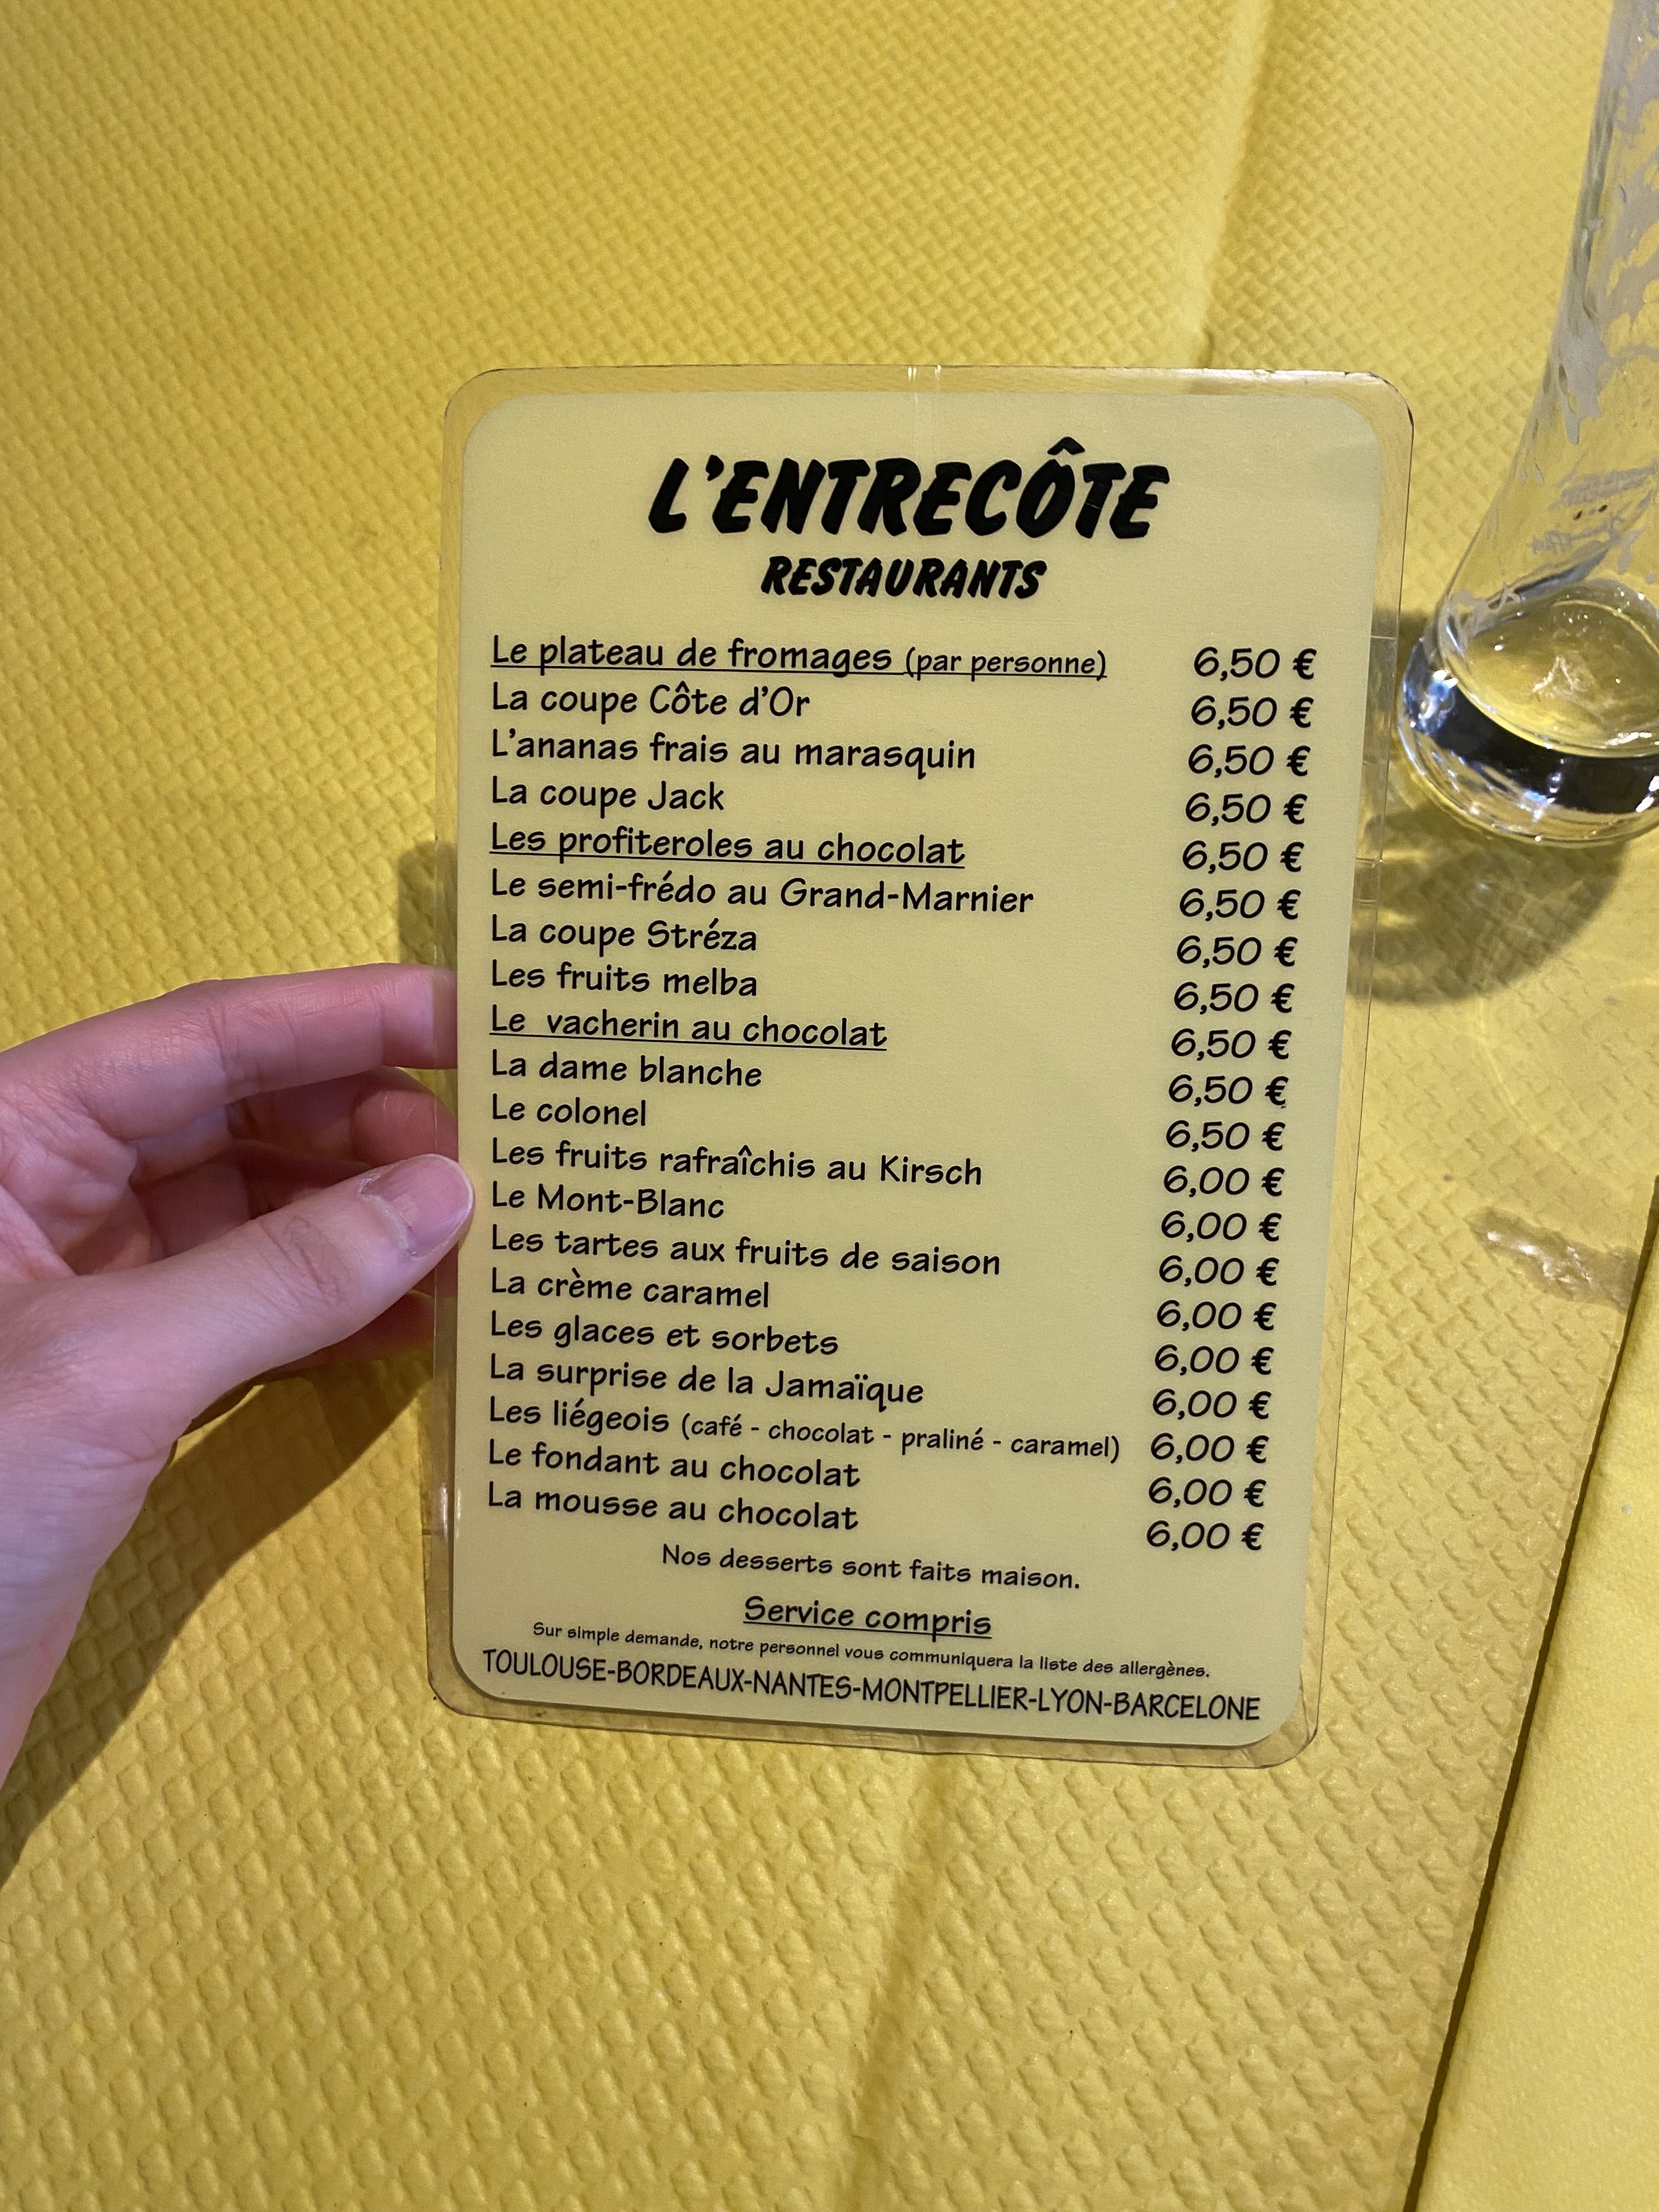 L'ENTRECÔTE
RESTAURANTS
Le plateau de fromages (par personne) 6,50 €
La coupe Côte d'Or 6,50 €
L'ananas frais au marasquin 6,50 €
La coupe Jack 6,50 €
Les profiteroles au chocolat 6,50 €
Le semi-frédo au Grand-Marnier 6,50 €
La coupe Stréza 6,50 €
Les fruits melba 6,50 €
Le vacherin au chocolat 6,50 €
La dame blanche 6,50 €
Le colonel 6,50 €
Les fruits rafraîchis au Kirsch 6,00 €
Le Mont-Blanc 6,00 €
Les tartes aux fruits de saison 6,00 €
La crème caramel 6,00 €
Les glaces et sorbets 6,00 €
La surprise de la Jamaïque 6,00 €
Les liégeois (café - chocolat - praliné - caramel) 6,00 €
Le fondant au chocolat 6,00 €
La mousse au chocolat 6,00 €
Nos desserts sont faits maison.
Service compris
Sur simple demande, notre personnel vous communiquera la liste des allergènes.
TOULOUSE-BORDEAUX-NANTES-MONTPELLIER-LYON-BARCELONE